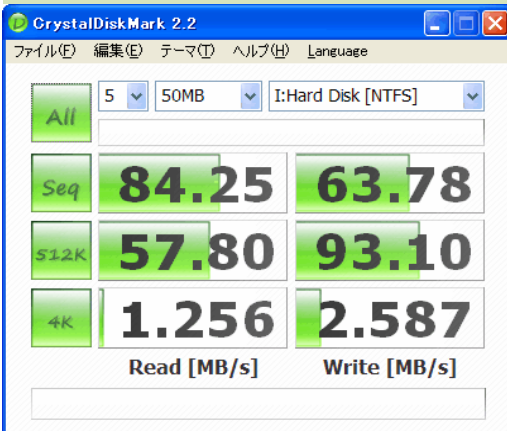 CrystalDiskMark 2.2
ファイル(F) 編集(E) テーマ(T) ヘルプ(H) Language
All 5 50MB I:Hard Disk [NTFS]
Seq 84.25 63.78
512K 57.80 93.10
4K 1.256 2.587
Read [MB/s] Write [MB/s]